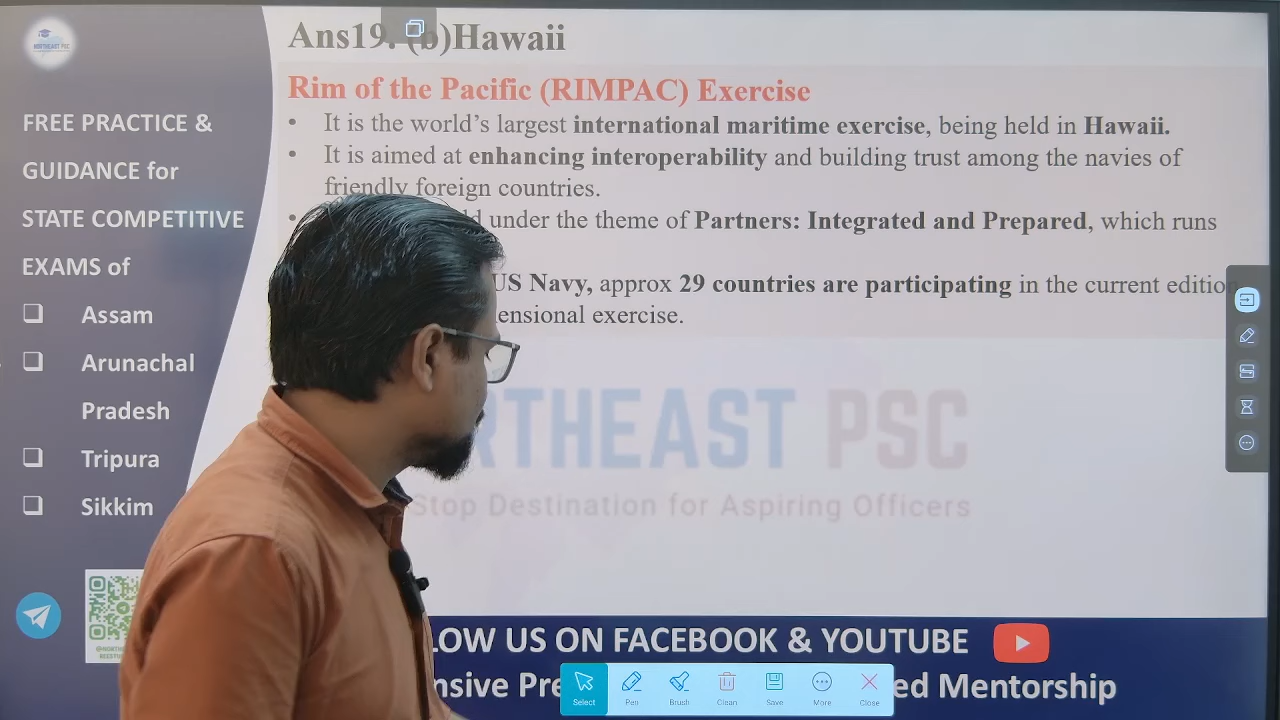 Ans19. (b)Hawaii
Rim of the Pacific (RIMPAC) Exercise
• It is the world's largest international maritime exercise, being held in Hawaii.
• It is aimed at enhancing interoperability and building trust among the navies of
friendly foreign countries.
• under the theme of Partners: Integrated and Prepared, which runs
US Navy, approx 29 countries are participating in the current edition
ensional exercise.
NORTHEAST PSC
FREE PRACTICE &
GUIDANCE for
STATE COMPETITIVE
EXAMS of
❑ Assam
❑ Arunachal
Pradesh
❑ Tripura
❑ Sikkim
RTHEAST PSC
Stop Destination for Aspiring Officers
LOW US ON FACEBOOK & YOUTUBE
nsive Pre ed Mentorship
Select
Pen
Brush
Clean
Save
More
Close